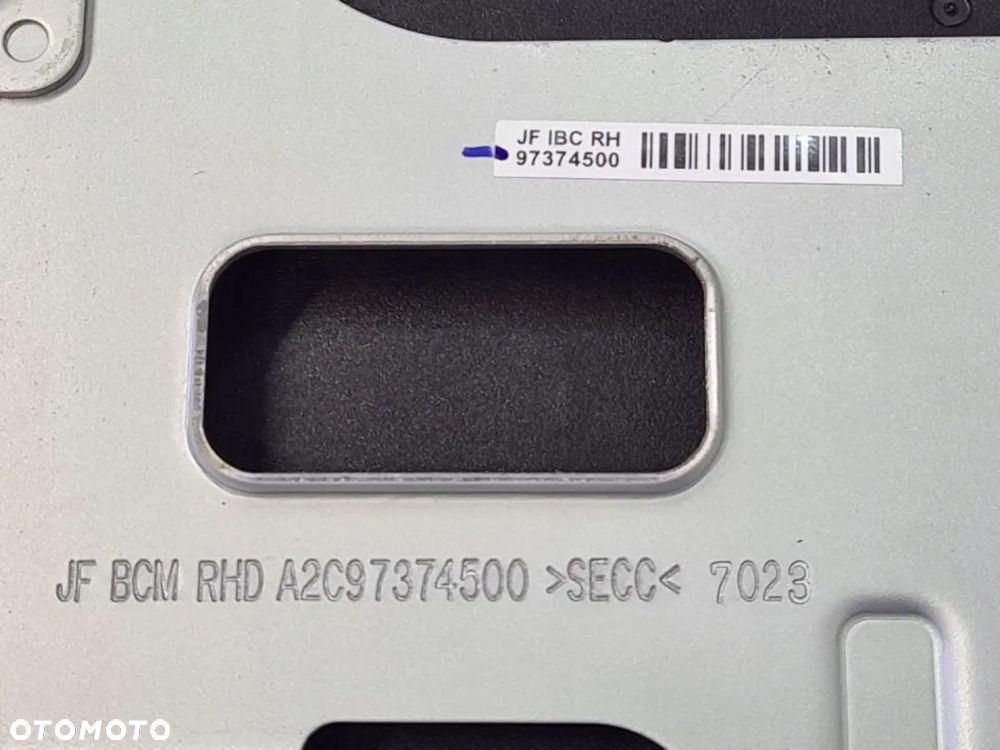 JF IBC RH
97374500
JF BCM RHD A2C97374500 >SECC< 7023
OTOMOTO